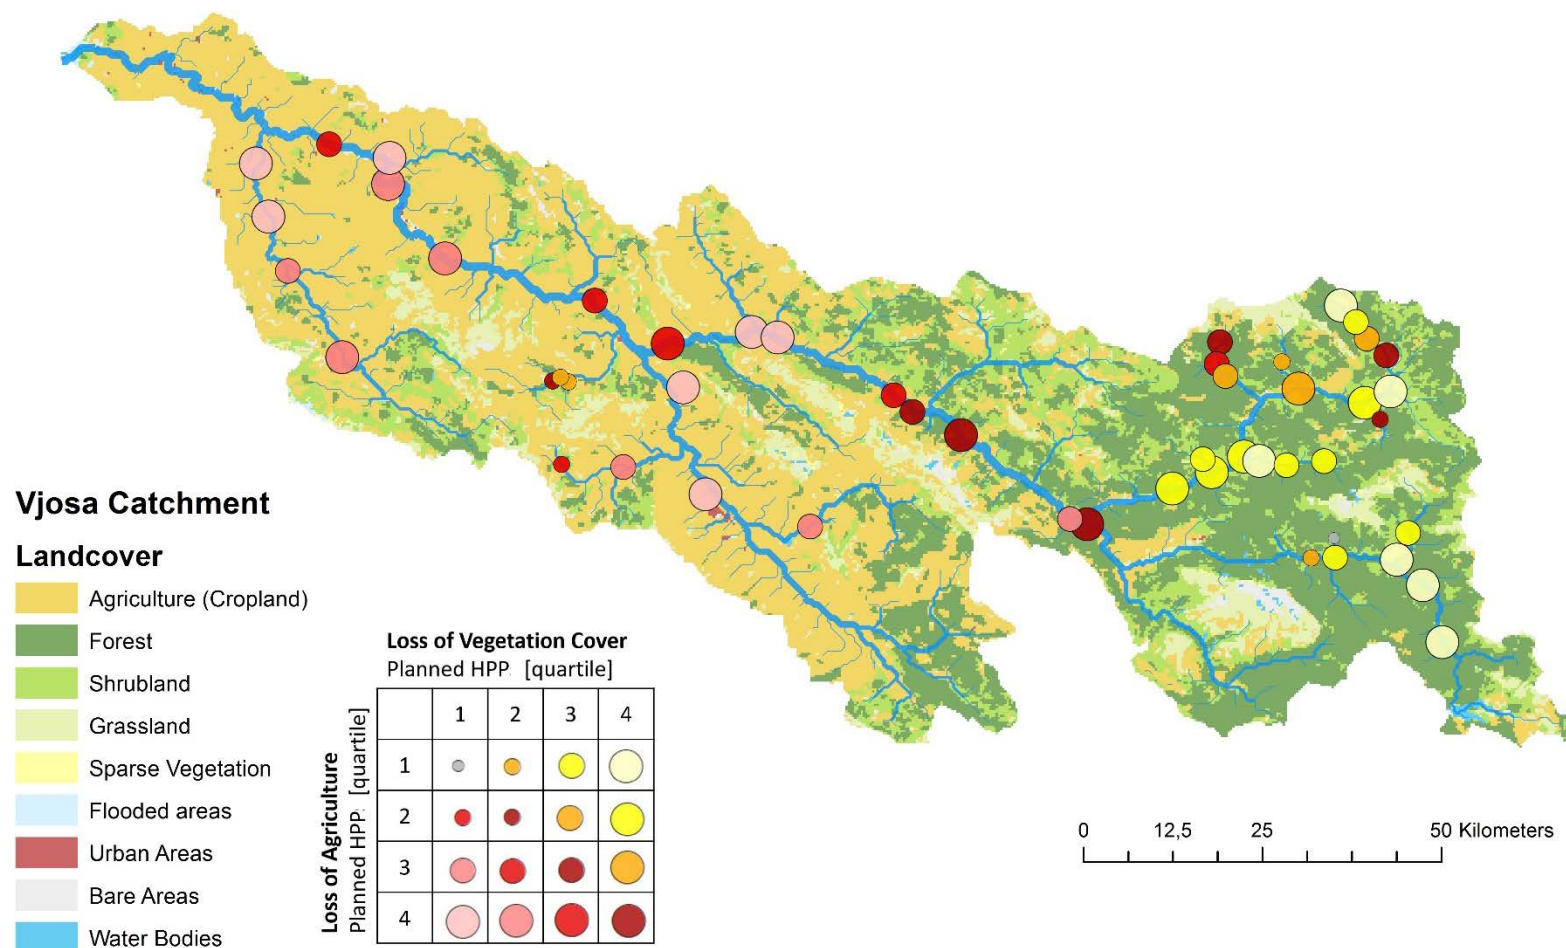 Vjosa Catchment
Landcover
Agriculture (Cropland)
Forest
Shrubland
Grassland
Sparse Vegetation
Flooded areas
Urban Areas
Bare Areas
Water Bodies
Loss of Vegetation Cover
Planned HPP: [quartile]
1 2 3 4
1
2
3
4
Loss of Agriculture
Planned HPP: [quartile]
0 12,5 25 50 Kilometers